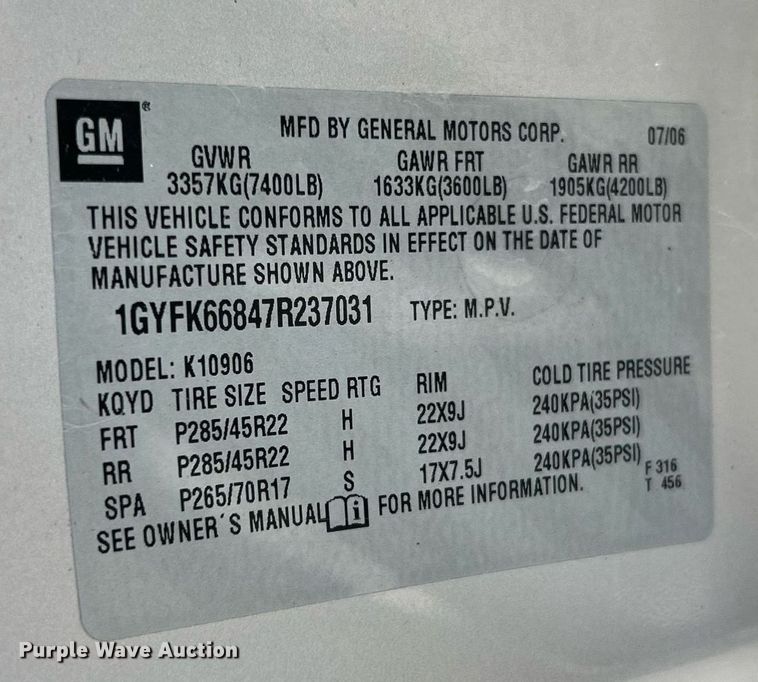 GM ®
MFD BY GENERAL MOTORS CORP. 07/06
GVWR GAWR FRT GAWR RR
3357KG(7400LB) 1633KG(3600LB) 1905KG(4200LB)
THIS VEHICLE CONFORMS TO ALL APPLICABLE U.S. FEDERAL MOTOR
VEHICLE SAFETY STANDARDS IN EFFECT ON THE DATE OF
MANUFACTURE SHOWN ABOVE.
1GYFK66847R237031 TYPE: M.P.V.
MODEL: K10906
KQYD TIRE SIZE SPEED RTG RIM COLD TIRE PRESSURE
FRT P285/45R22 H 22X9J 240KPA(35PSI)
RR P285/45R22 H 22X9J 240KPA(35PSI)
SPA P265/70R17 S 17X7.5J 240KPA(35PSI) F 316
SEE OWNER´S MANUAL i FOR MORE INFORMATION. T 456
Purple Wave Auction